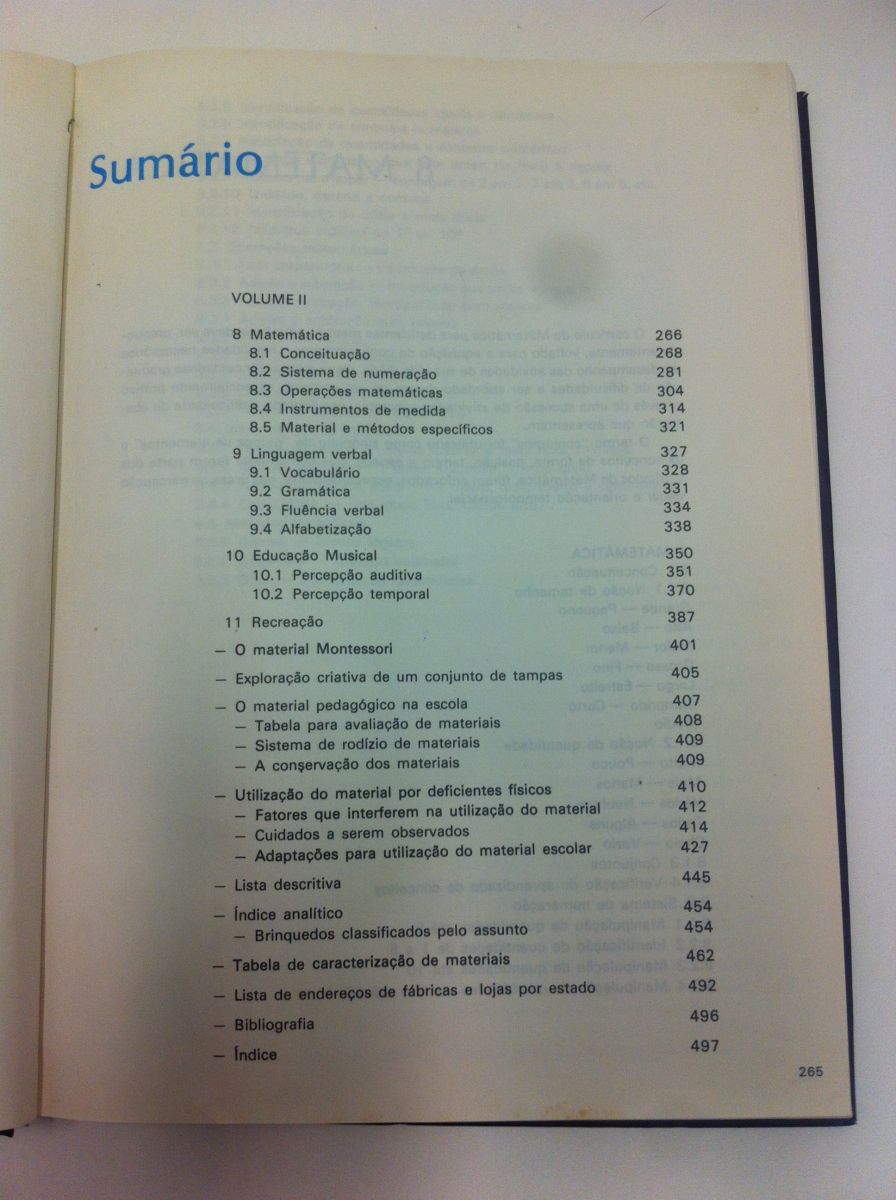 Sumário
VOLUME II
8 Matemática 266
8.1 Conceituação 268
8.2 Sistema de numeração 281
8.3 Operações matemáticas 304
8.4 Instrumentos de medida 314
8.5 Material e métodos específicos 321
9 Linguagem verbal 327
9.1 Vocabulário 328
9.2 Gramática 331
9.3 Fluência verbal 334
9.4 Alfabetização 338
10 Educação Musical 350
10.1 Percepção auditiva 351
10.2 Percepção temporal 370
11 Recreação 387
— O material Montessori 401
— Exploração criativa de um conjunto de tampas 405
— O material pedagógico na escola 407
— Tabela para avaliação de materiais 408
— Sistema de rodízio de materiais 409
— A conservação dos materiais 409
— Utilização do material por deficientes físicos 410
— Fatores que interferem na utilização do material 412
— Cuidados a serem observados 414
— Adaptações para utilização do material escolar 427
— Lista descritiva 445
— Índice analítico 454
— Brinquedos classificados pelo assunto 454
— Tabela de caracterização de materiais 462
— Lista de endereços de fábricas e lojas por estado 492
— Bibliografia 496
— Índice 497
265